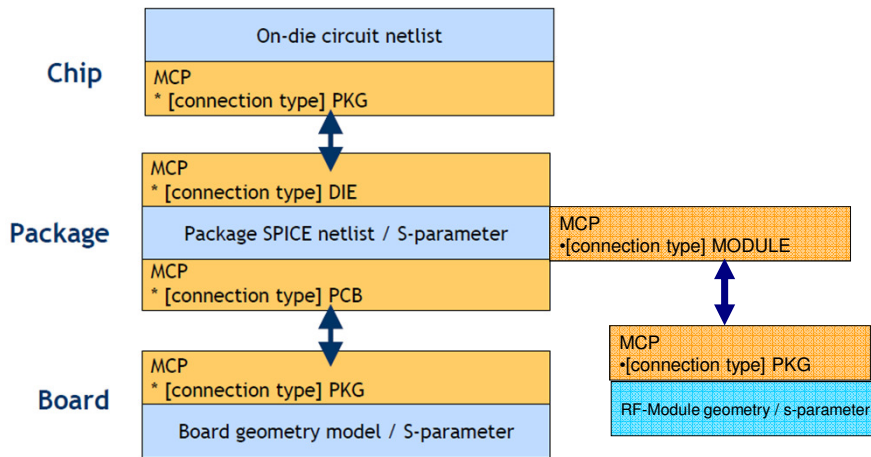 On-die circuit netlist
Chip
MCP
* [connection type] PKG
MCP
* [connection type] DIE
Package
Package SPICE netlist / S-parameter
MCP
•[connection type] MODULE
MCP
* [connection type] PCB
MCP
•[connection type] PKG
RF-Module geometry / s-parameter
MCP
* [connection type] PKG
Board
Board geometry model / S-parameter